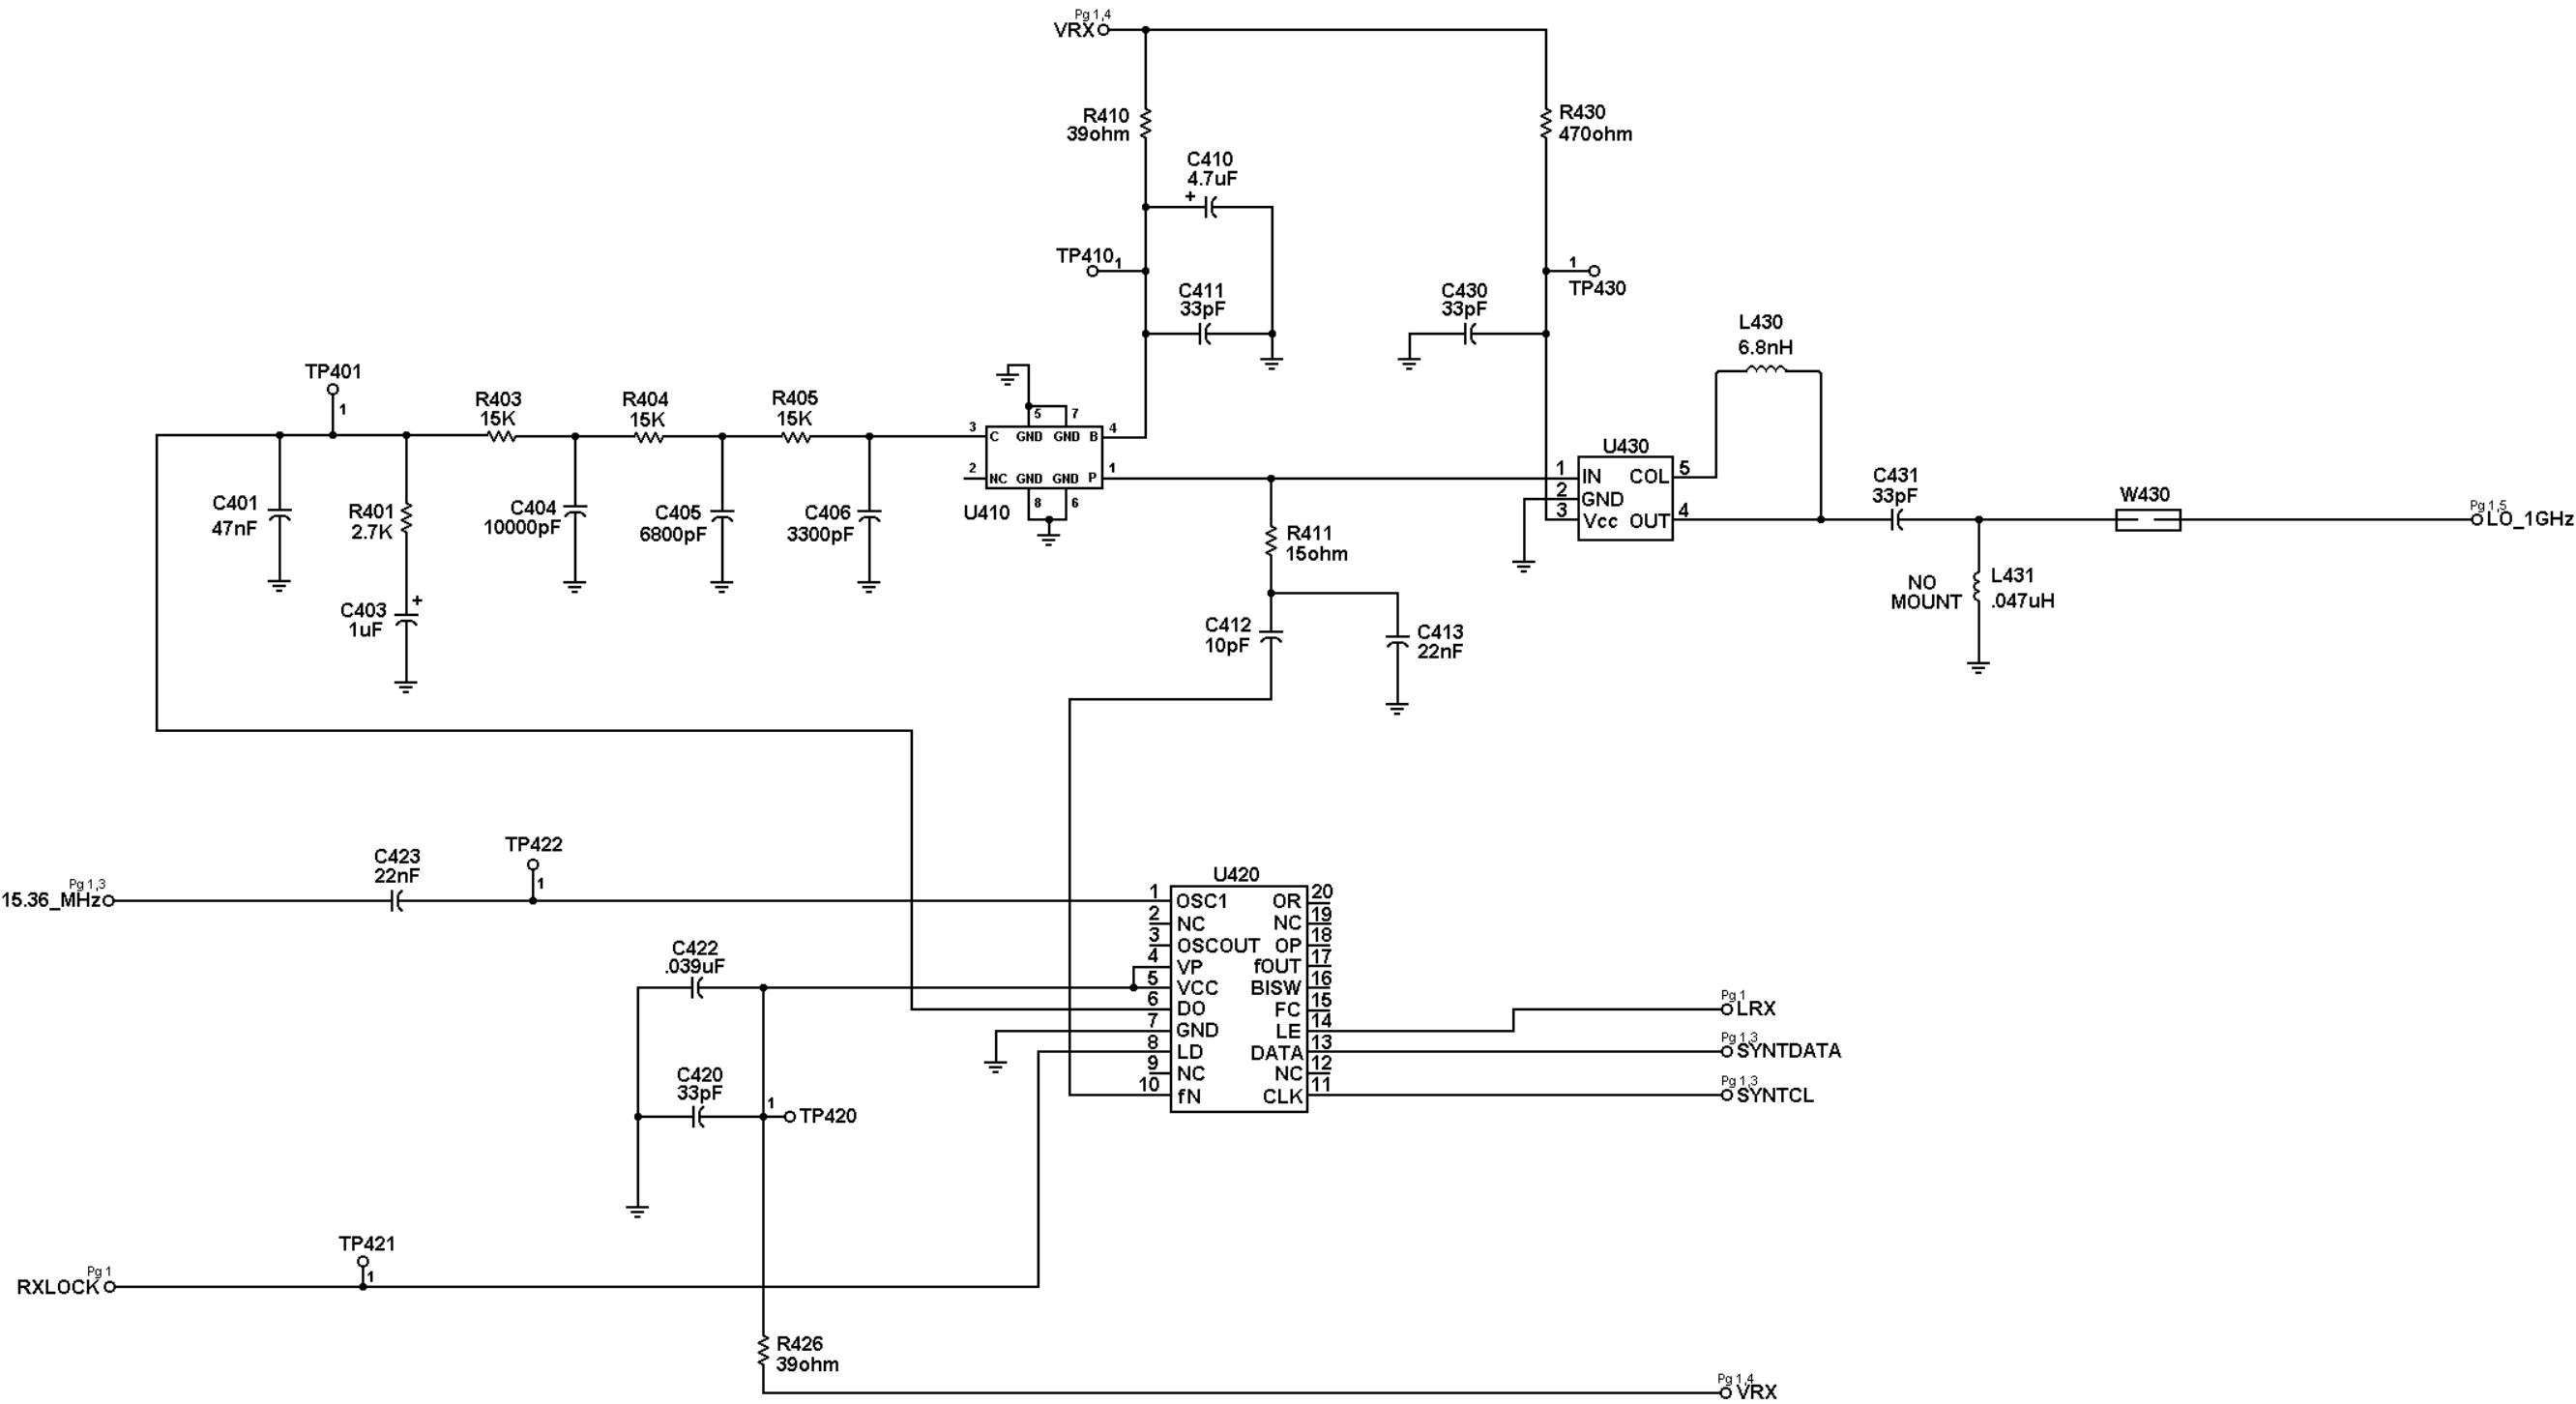 Pg 1,4
VRX
R410
39ohm
R430
470ohm
C410
4.7uF
+
TP410
1
1
TP430
C411
33pF
C430
33pF
L430
6.8nH
TP401
1
R403
15K
R404
15K
R405
15K
C401
47nF
R401
2.7K
C403
1uF
+
C404
10000pF
C405
6800pF
C406
3300pF
5 7
3 C GND GND B 4
2 NC GND GND P 1
8 6
U410
U430
1 IN COL 5
2 GND
3 Vcc OUT 4
C431
33pF
W430
Pg 1,5
LO_1GHz
NO
MOUNT
L431
.047uH
R411
15ohm
C412
10pF
C413
22nF
Pg 1,3
15.36_MHz
C423
22nF
TP422
1
U420
1 OSC1 OR 20
2 NC NC 19
3 OSCOUT OP 18
4 VP fOUT 17
5 VCC BISW 16
6 DO FC 15
7 GND LE 14
8 LD DATA 13
9 NC NC 12
10 fN CLK 11
C422
.039uF
C420
33pF
1
TP420
Pg 1
LRX
Pg 1,3
SYNTDATA
Pg 1,3
SYNTCL
TP421
1
Pg 1
RXLOCK
R426
39ohm
Pg 1,4
VRX